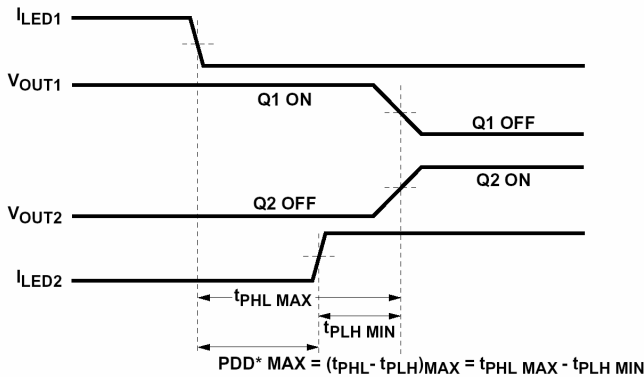 ILED1
VOUT1
Q1 ON
Q1 OFF
Q2 ON
Q2 OFF
VOUT2
ILED2
tPHL MAX
tPLH MIN
PDD* MAX = (tPHL- tPLH)MAX = tPHL MAX - tPLH MIN